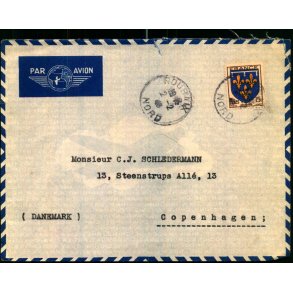 PAR AVION
FRANCE
NORD
NORD
Monsieur C.J. SCHLEDERMANN
13, Steenstrups Allé, 13
( DANEMARK )
Copenhagen;